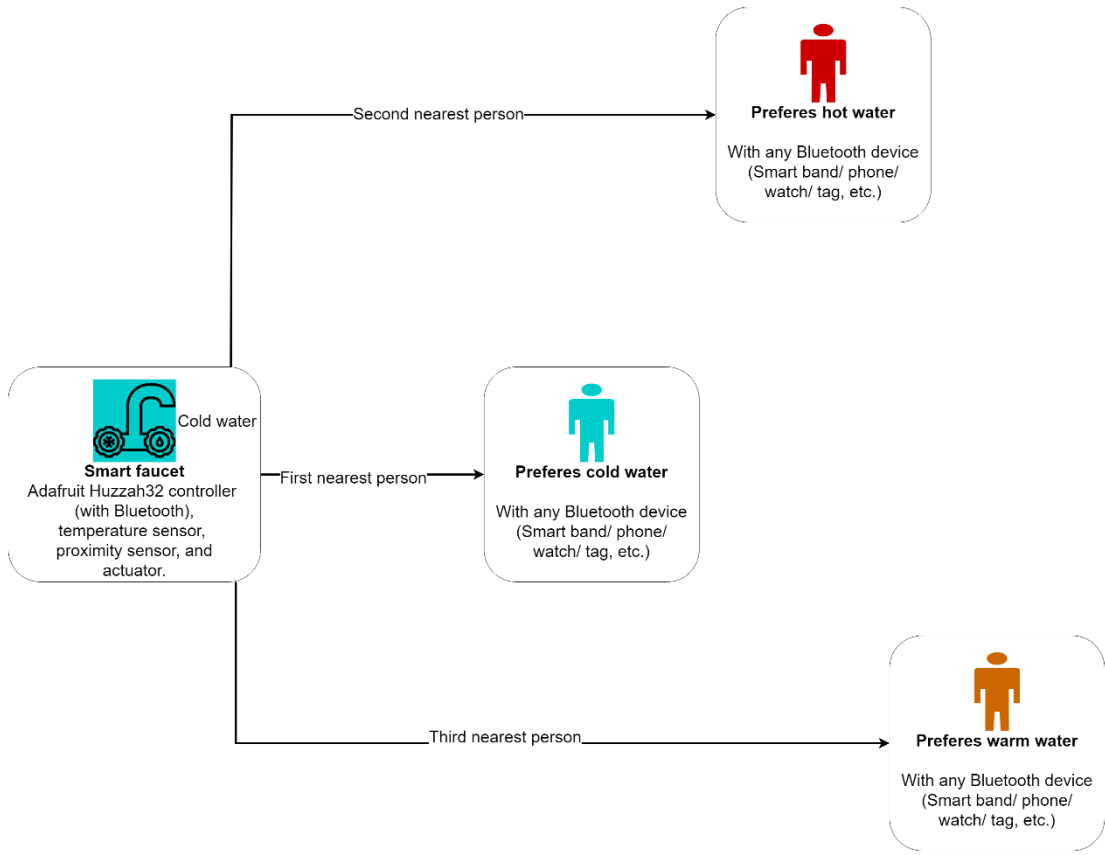 Preferes hot water
With any Bluetooth device
(Smart band/ phone/
watch/ tag, etc.)
Second nearest person
Cold water
Smart faucet
Adafruit Huzzah32 controller
(with Bluetooth),
temperature sensor,
proximity sensor, and
actuator.
First nearest person
Preferes cold water
With any Bluetooth device
(Smart band/ phone/
watch/ tag, etc.)
Third nearest person
Preferes warm water
With any Bluetooth device
(Smart band/ phone/
watch/ tag, etc.)